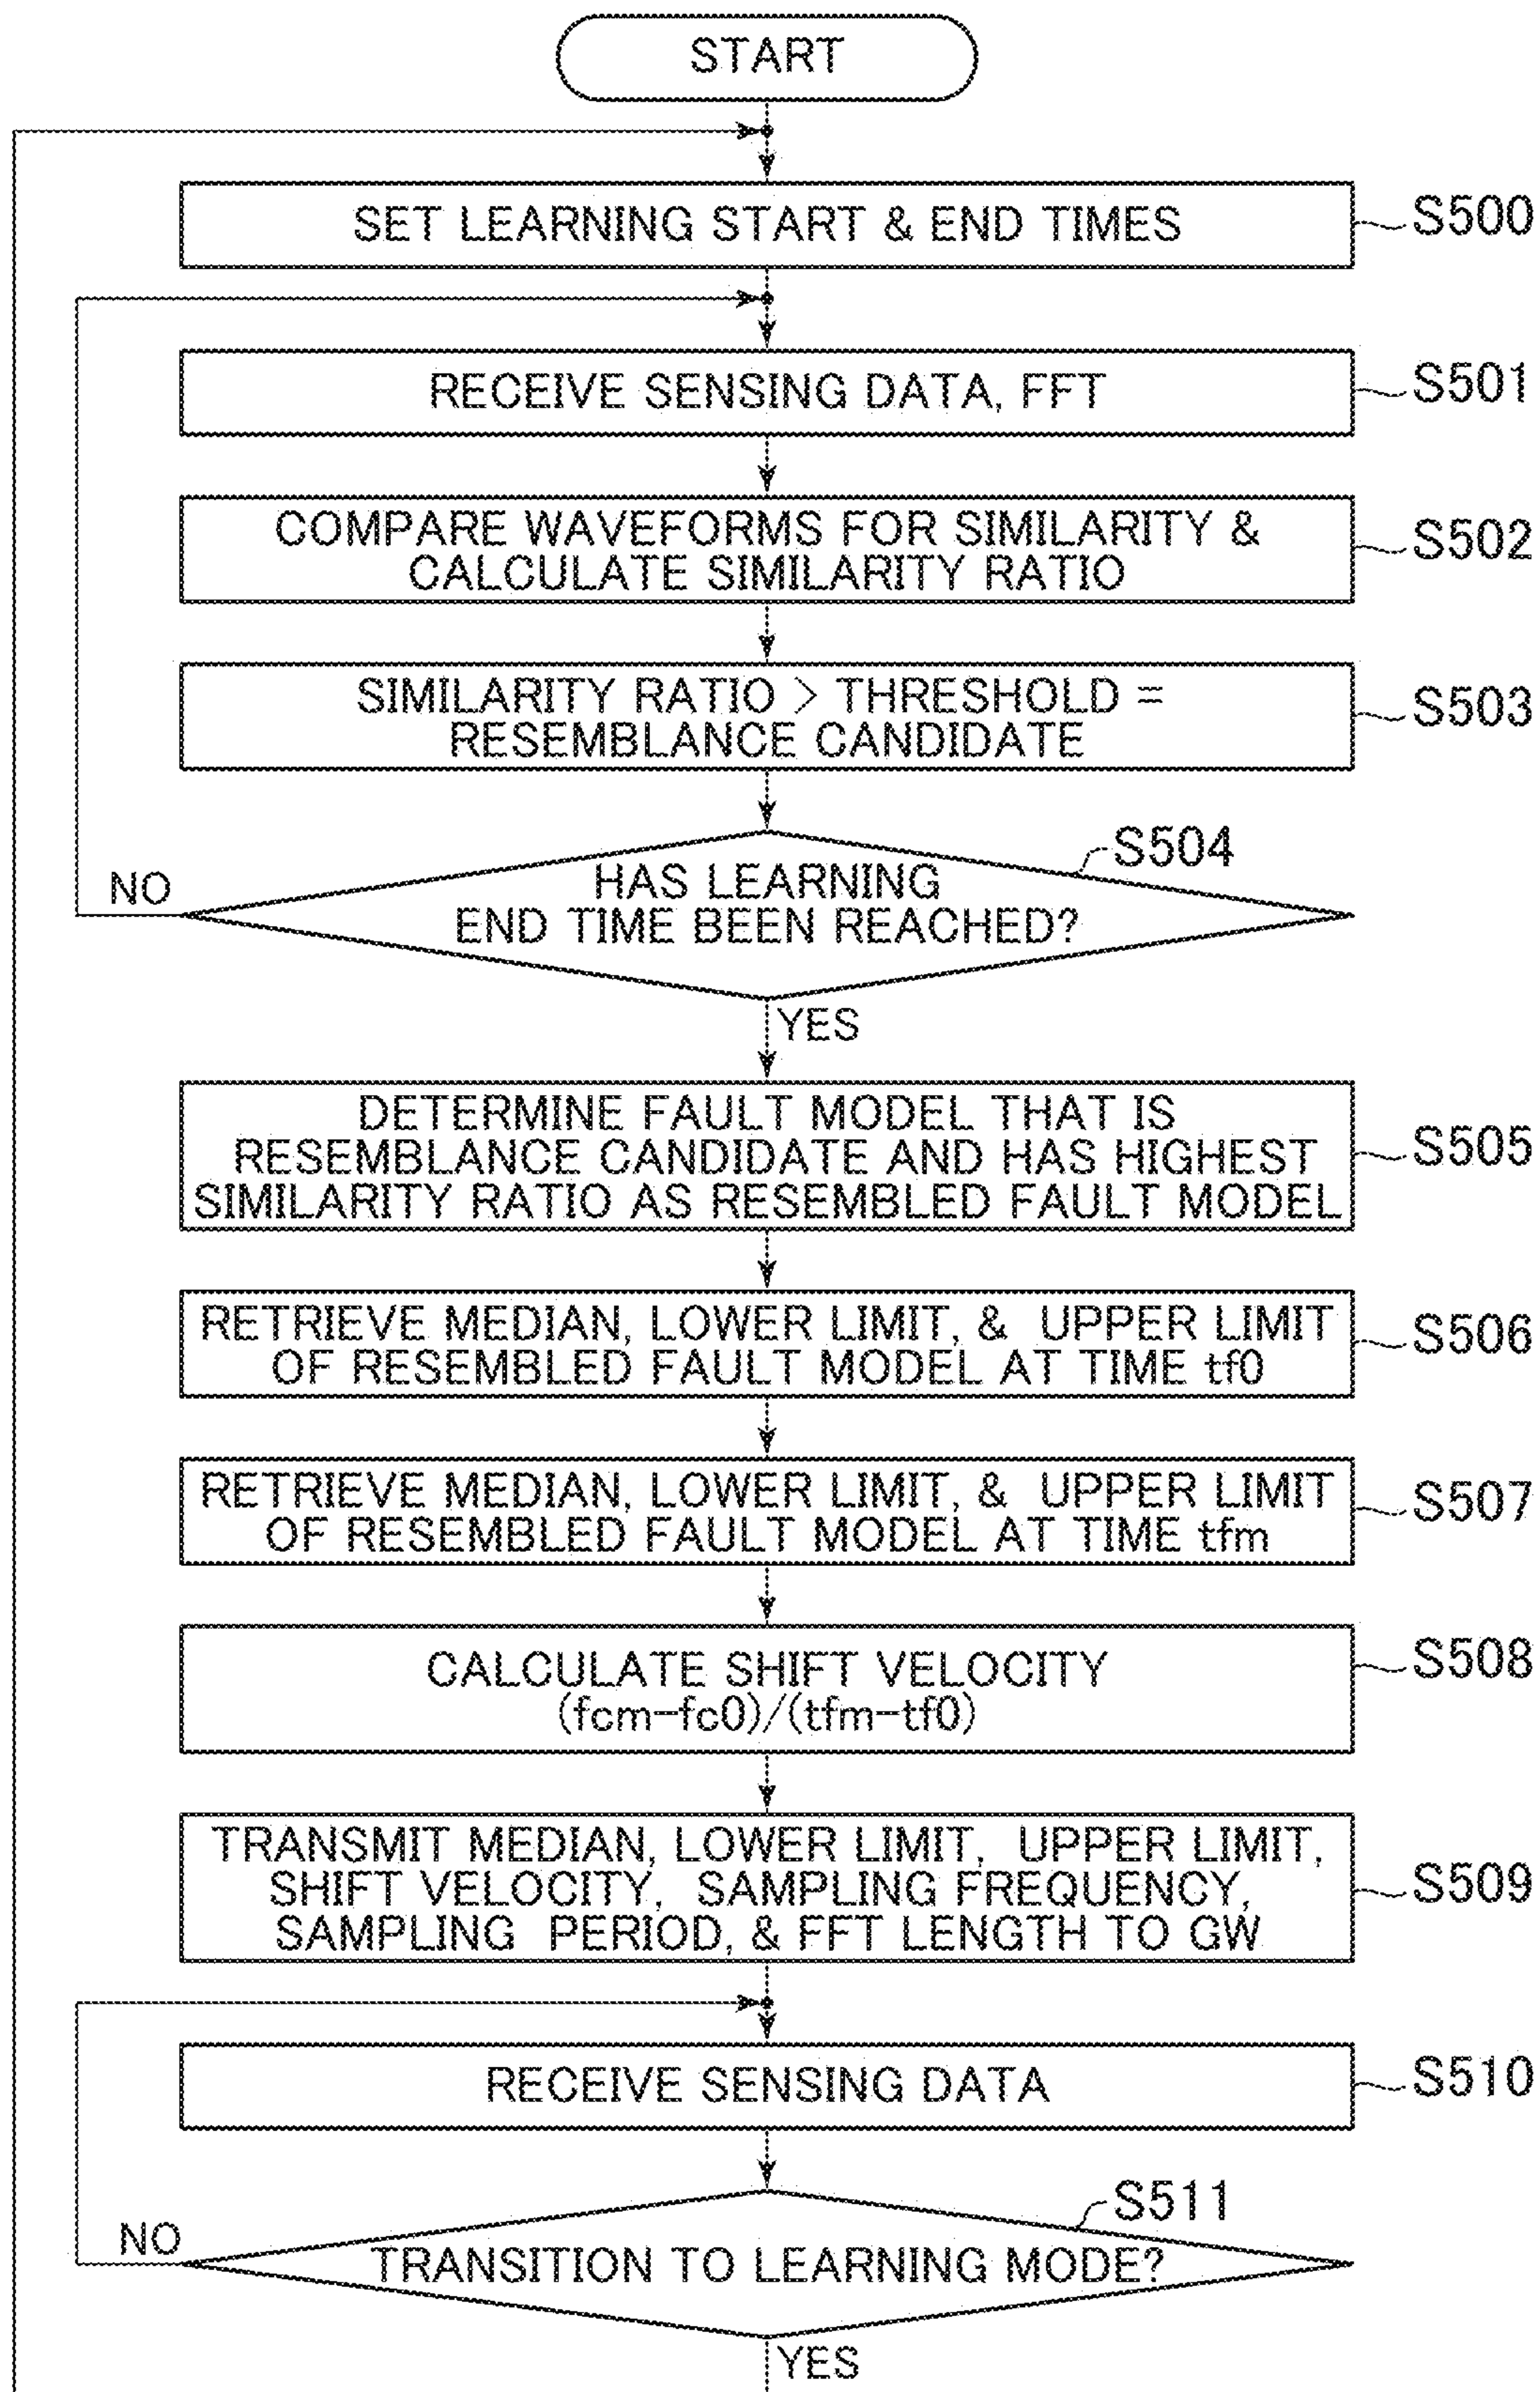 START
SET LEARNING START & END TIMES
S500
RECEIVE SENSING DATA, FFT
S501
COMPARE WAVEFORMS FOR SIMILARITY &
CALCULATE SIMILARITY RATIO
S502
SIMILARITY RATIO > THRESHOLD =
RESEMBLANCE CANDIDATE
S503
S504
HAS LEARNING
END TIME BEEN REACHED?
NO
YES
DETERMINE FAULT MODEL THAT IS
RESEMBLANCE CANDIDATE AND HAS HIGHEST
SIMILARITY RATIO AS RESEMBLED FAULT MODEL
S505
RETRIEVE MEDIAN, LOWER LIMIT, & UPPER LIMIT
OF RESEMBLED FAULT MODEL AT TIME tf0
S506
RETRIEVE MEDIAN, LOWER LIMIT, & UPPER LIMIT
OF RESEMBLED FAULT MODEL AT TIME tfm
S507
CALCULATE SHIFT VELOCITY
(fcm-fc0)/(tfm-tf0)
S508
TRANSMIT MEDIAN, LOWER LIMIT, UPPER LIMIT,
SHIFT VELOCITY, SAMPLING FREQUENCY,
SAMPLING PERIOD, & FFT LENGTH TO GW
S509
RECEIVE SENSING DATA
S510
S511
NO
TRANSITION TO LEARNING MODE?
YES